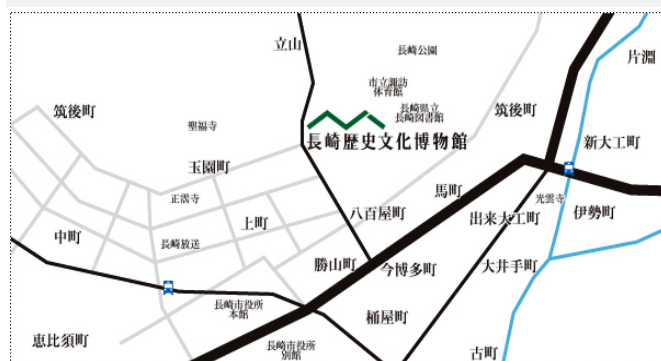 立山
長崎公園
片淵
市立諏訪
体育館
筑後町
長崎県立
長崎図書館
筑後町
聖福寺
長崎歴史文化博物館
新大工町
玉園町
馬町
正覚寺
光雲寺
八百屋町
出来大工町
伊勢町
上町
中町
長崎放送
勝山町
今博多町
大井手町
長崎市役所
本館
桶屋町
恵比須町
長崎市役所
別館
古町